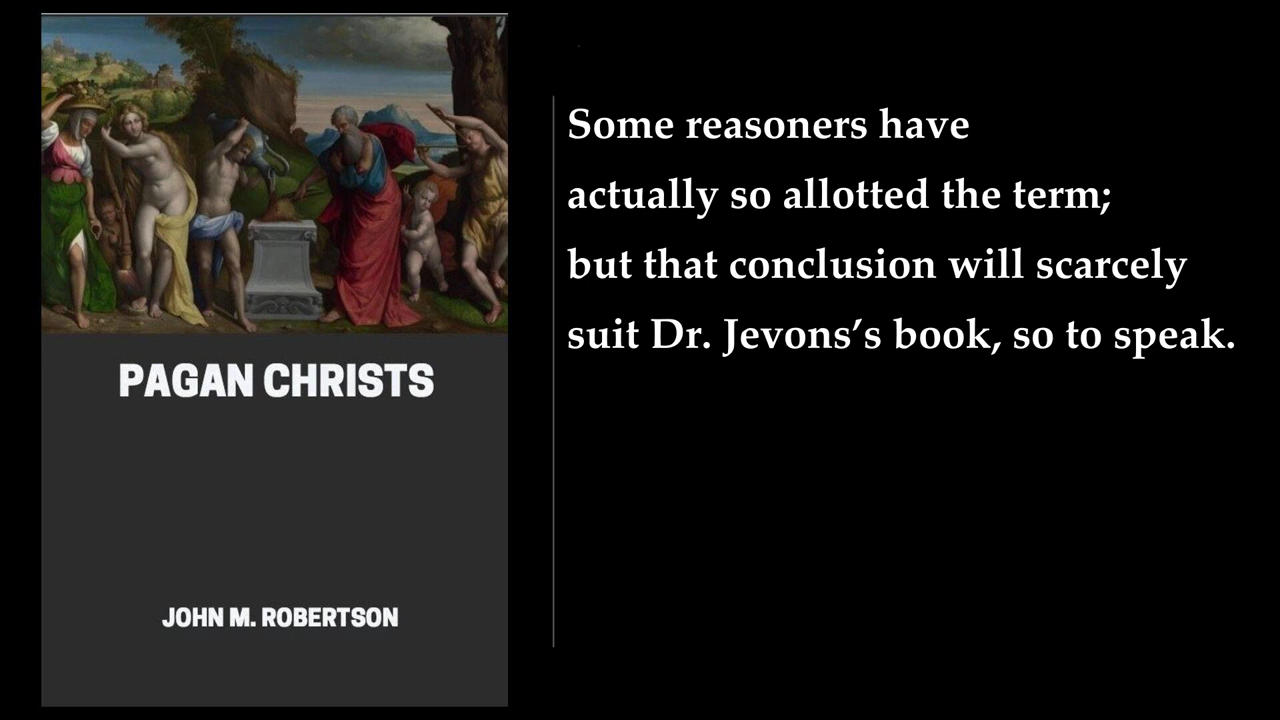 PAGAN CHRISTS
JOHN M. ROBERTSON
Some reasoners have
actually so allotted the term;
but that conclusion will scarcely
suit Dr. Jevons’s book, so to speak.